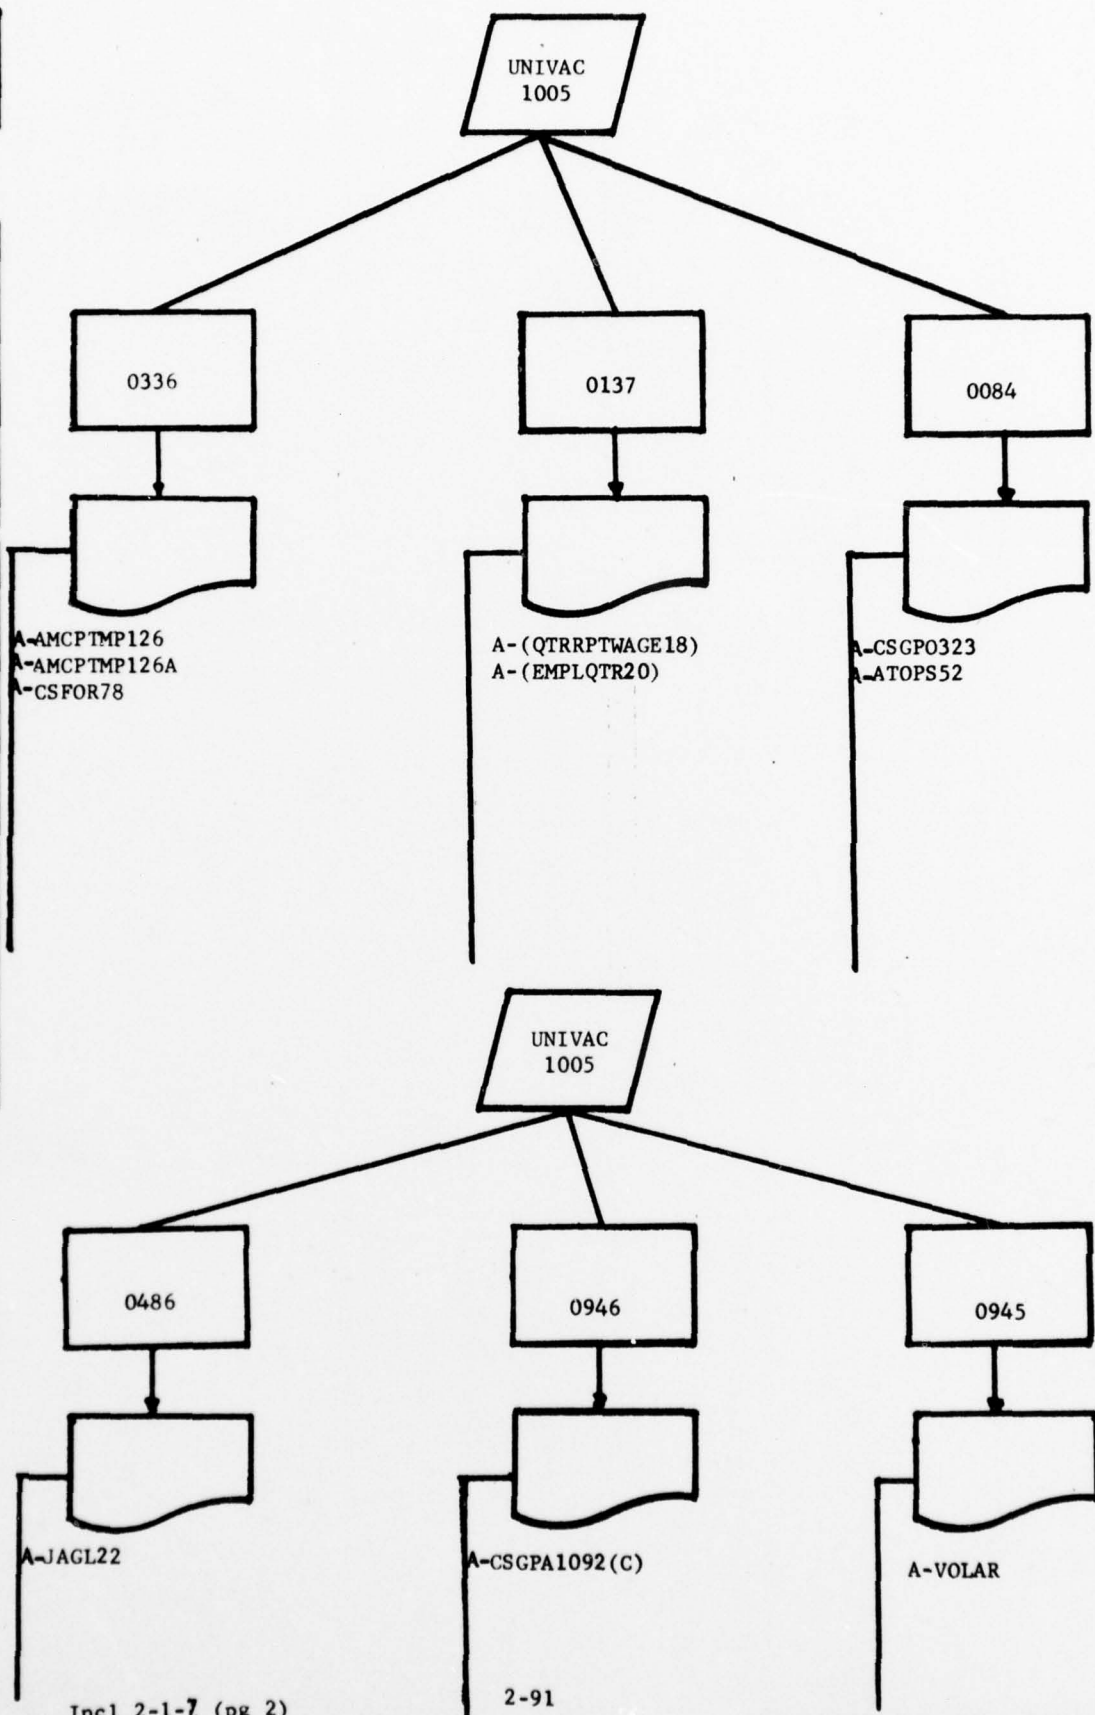 UNIVAC
1005
0336
0137
0084
A-AMCPTMP126
A-AMCPTMP126A
A-CSFOR78
A-(QTRRPTWAGE18)
A-(EMPLQTR20)
A-CSGPO323
A-ATOPS52
UNIVAC
1005
0486
0946
0945
A-JAGL22
A-CSGPA1092(C)
A-VOLAR
Incl 2-1-7 (pg 2)
2-91